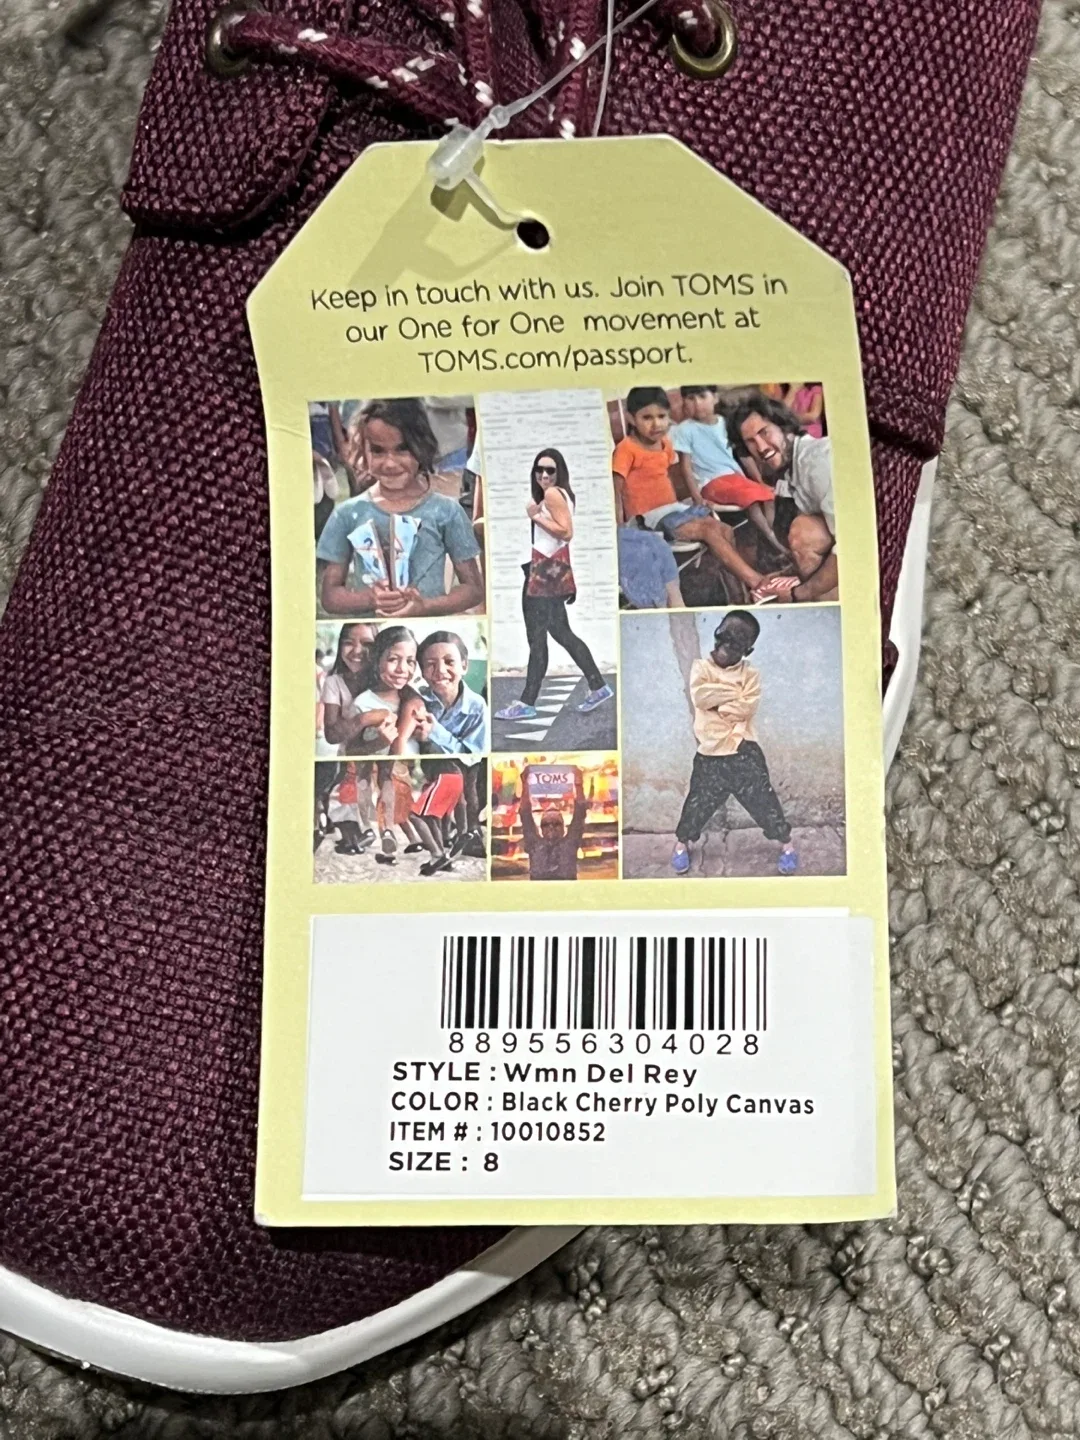 Keep in touch with us. Join TOMS in
our One for One movement at
TOMS.com/passport.
TOMS
889556304028
STYLE : Wmn Del Rey
COLOR : Black Cherry Poly Canvas
ITEM # : 10010852
SIZE : 8